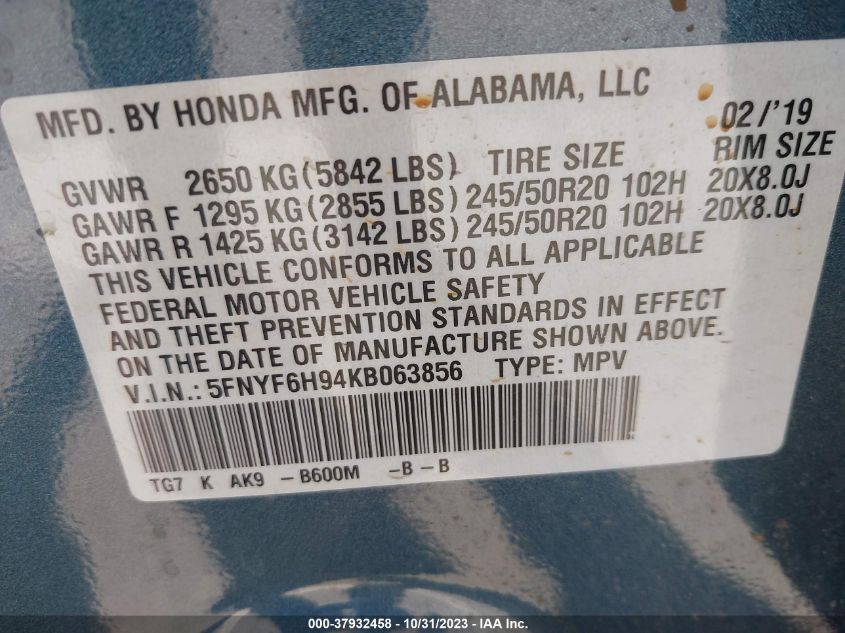 MFD. BY HONDA MFG. OF ALABAMA, LLC
02/'19
GVWR 2650 KG(5842 LBS) TIRE SIZE RIM SIZE
GAWR F 1295 KG(2855 LBS) 245/50R20 102H 20X8.0J
GAWR R 1425 KG(3142 LBS) 245/50R20 102H 20X8.0J
THIS VEHICLE CONFORMS TO ALL APPLICABLE
FEDERAL MOTOR VEHICLE SAFETY
AND THEFT PREVENTION STANDARDS IN EFFECT
ON THE DATE OF MANUFACTURE SHOWN ABOVE.
V.I.N.: 5FNYF6H94KB063856 TYPE: MPV
TG7 K AK9 -B600M -B-B
000-37932458 - 10/31/2023 - IAAI.com